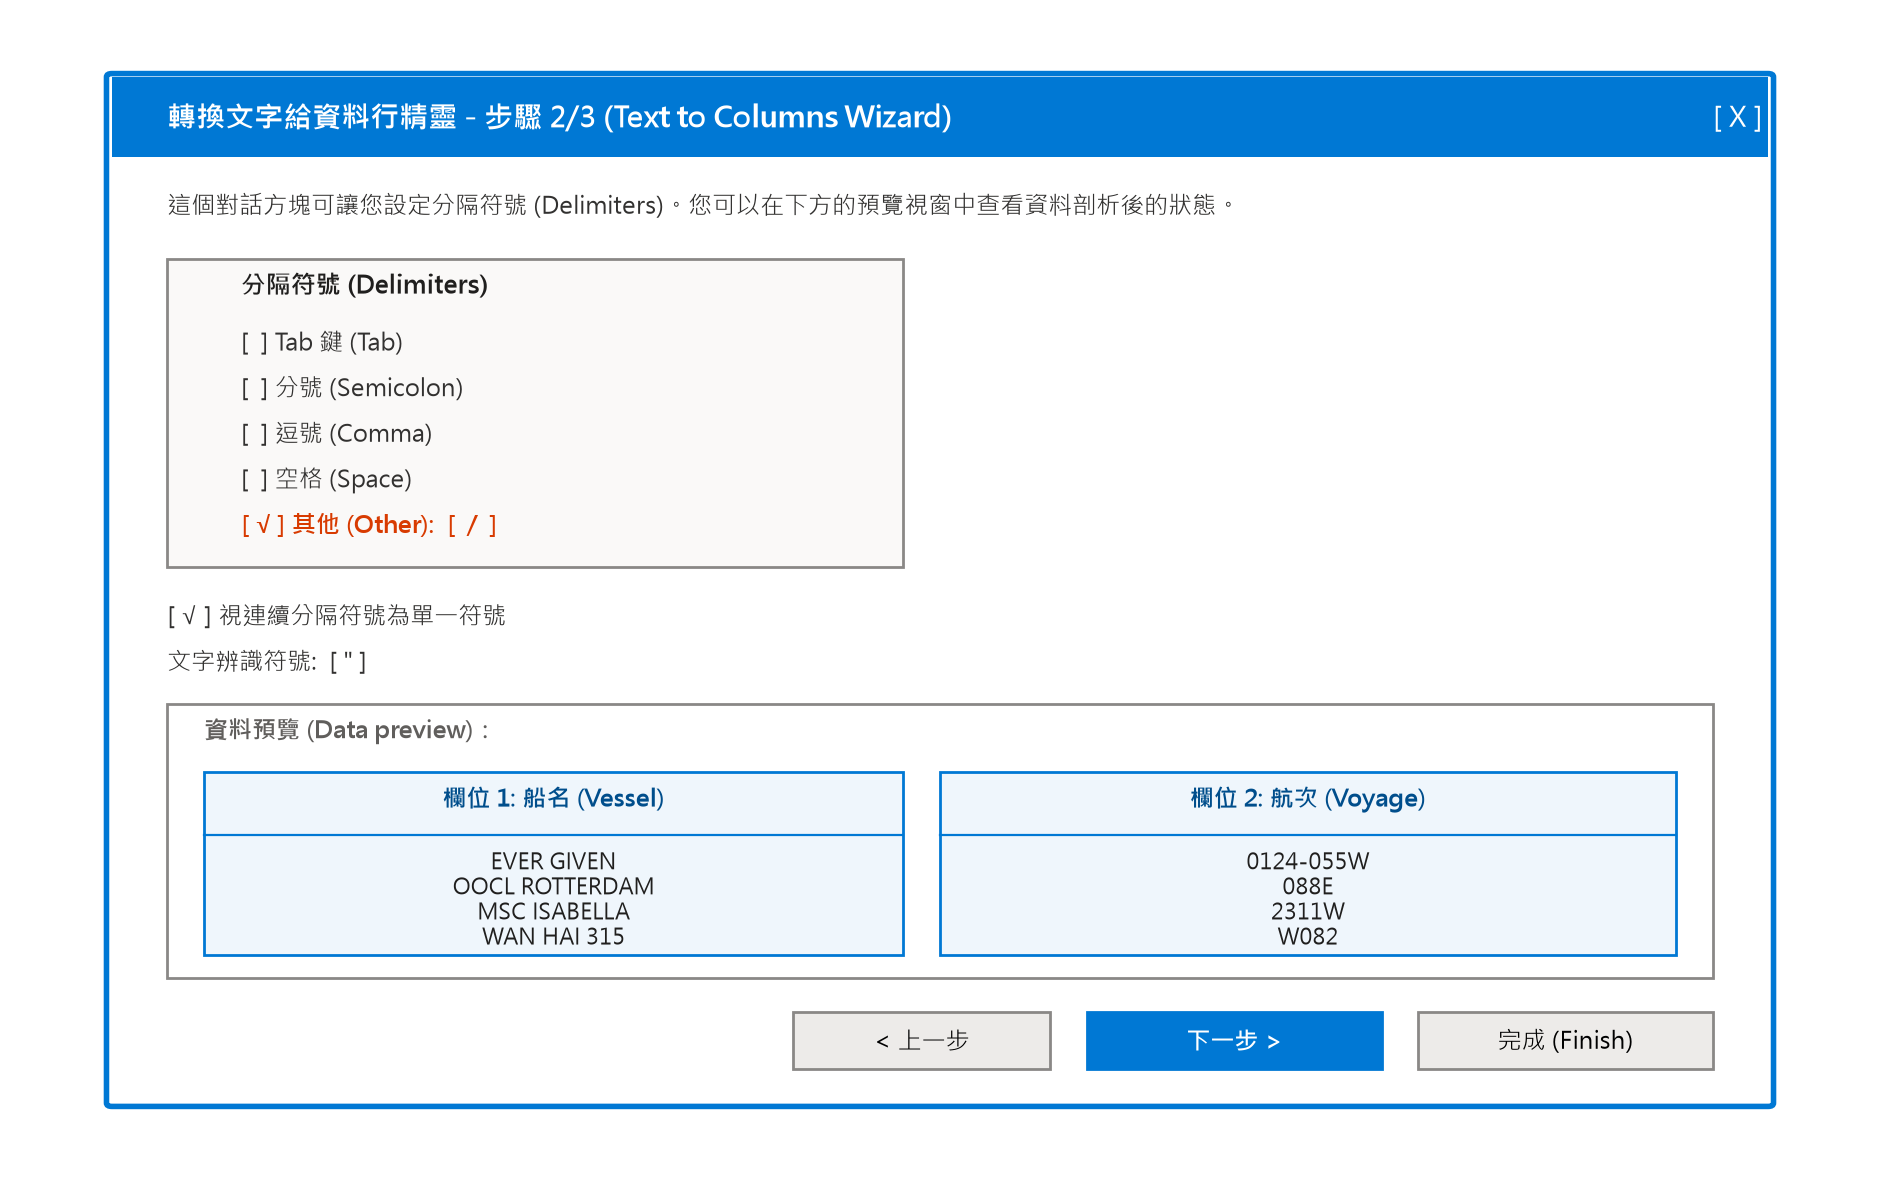 轉換文字給資料行精靈 - 步驟 2/3 (Text to Columns Wizard)
[ X ]
這個對話方塊可讓您設定分隔符號 (Delimiters)。您可以在下方的預覽視窗中查看資料剖析後的狀態。
分隔符號 (Delimiters)
[  ] Tab 鍵 (Tab)
[  ] 分號 (Semicolon)
[  ] 逗號 (Comma)
[  ] 空格 (Space)
[ √ ] 其他 (Other):  [  /  ]
[ √ ] 視連續分隔符號為單一符號
文字辨識符號:  [ " ]
資料預覽 (Data preview)：
欄位 1: 船名 (Vessel)
EVER GIVEN
OOCL ROTTERDAM
MSC ISABELLA
WAN HAI 315
欄位 2: 航次 (Voyage)
0124-055W
088E
2311W
W082
< 上一步
下一步 >
完成 (Finish)